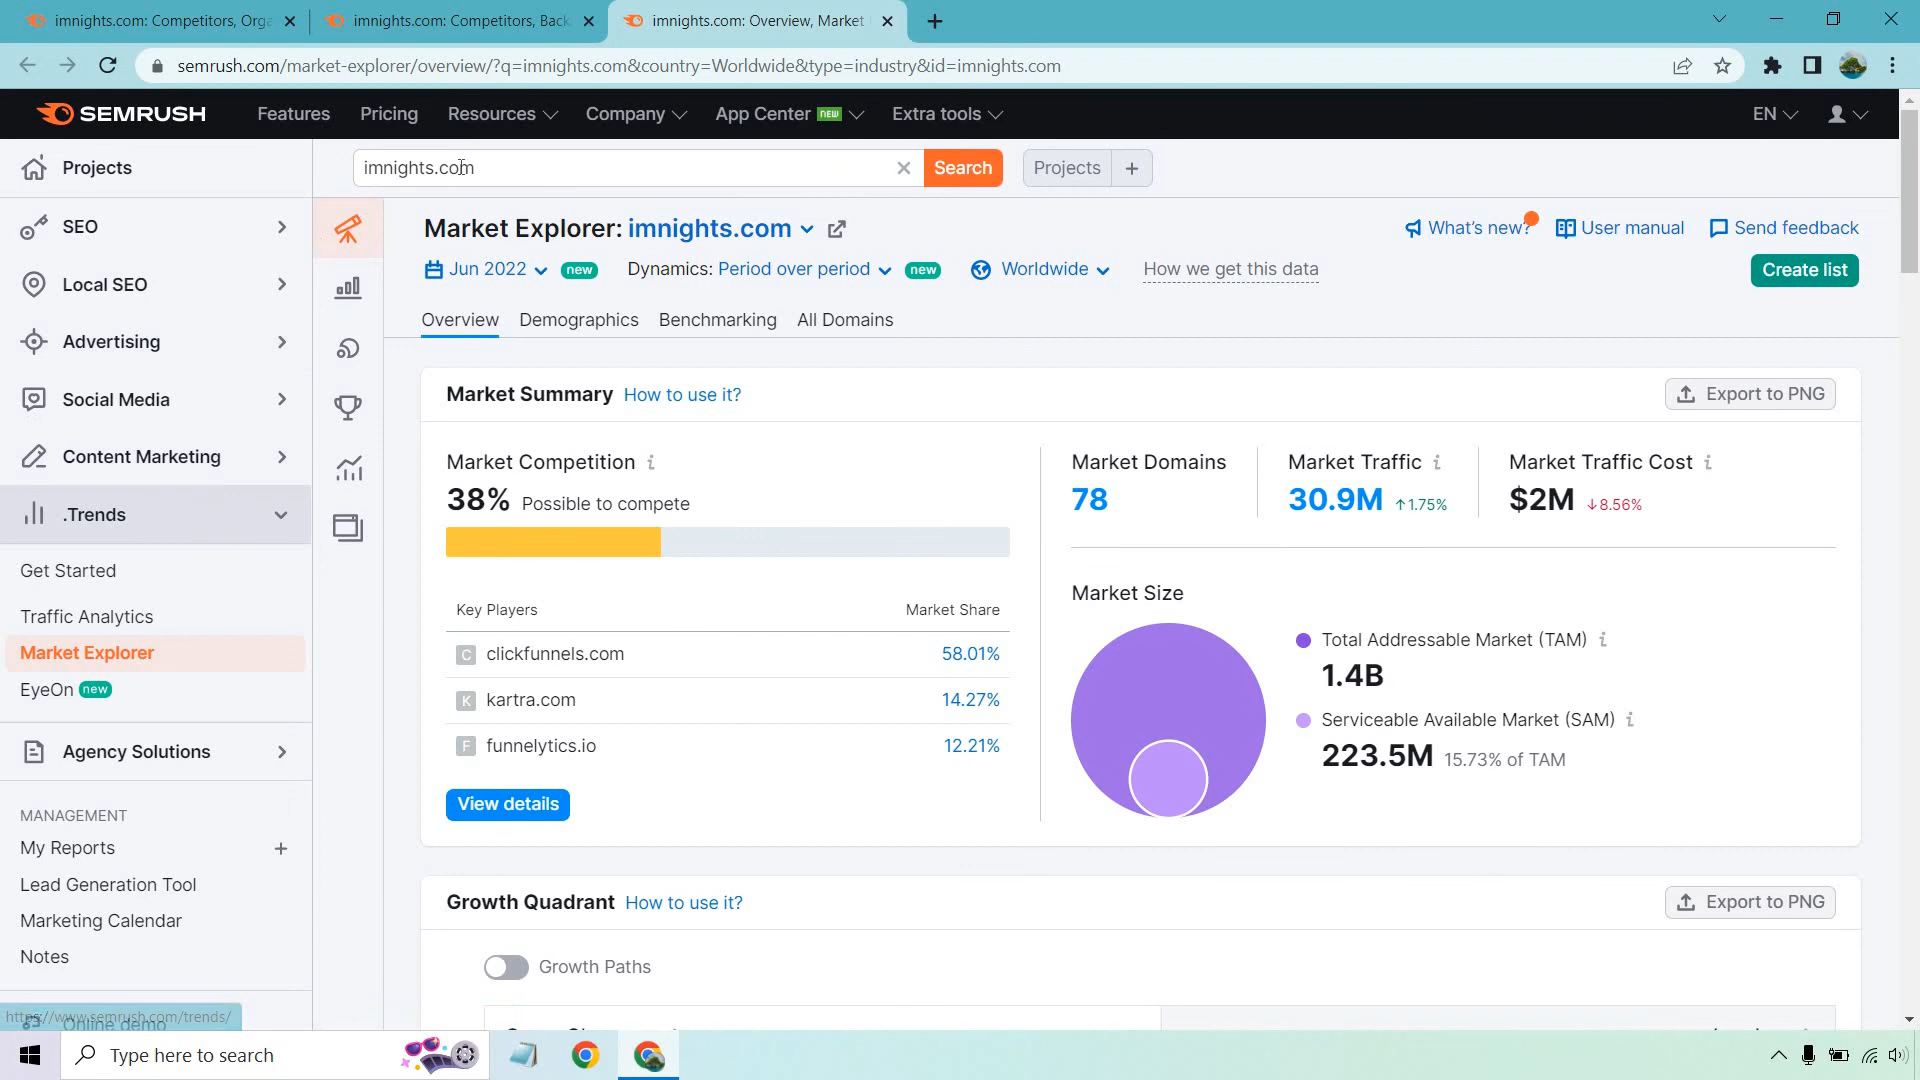 imnights.com: Competitors, Orga
imnights.com: Competitors, Back
imnights.com: Overview, Market
semrush.com/market-explorer/overview/?q=imnights.com&country=Worldwide&type=industry&id=imnights.com
SEMRUSH
Features
Pricing
Resources
Company
App Center NEW
Extra tools
EN
Projects
imnights.com
Search
Projects +
SEO
Local SEO
Advertising
Social Media
Content Marketing
.Trends
Get Started
Traffic Analytics
Market Explorer
EyeOn new
Agency Solutions
MANAGEMENT
My Reports +
Lead Generation Tool
Marketing Calendar
Notes
Online demo
https://www.semrush.com/trends/
Market Explorer: imnights.com
What's new?
User manual
Send feedback
Jun 2022 new
Dynamics: Period over period new
Worldwide
How we get this data
Create list
Overview Demographics Benchmarking All Domains
Market Summary How to use it?
Export to PNG
Market Competition i
38% Possible to compete
Key Players Market Share
C clickfunnels.com 58.01%
K kartra.com 14.27%
F funnelytics.io 12.21%
View details
Market Domains
78
Market Traffic i
30.9M ↑1.75%
Market Traffic Cost i
$2M ↓8.56%
Market Size
Total Addressable Market (TAM) i
1.4B
Serviceable Available Market (SAM) i
223.5M 15.73% of TAM
Growth Quadrant How to use it?
Export to PNG
Growth Paths
Type here to search